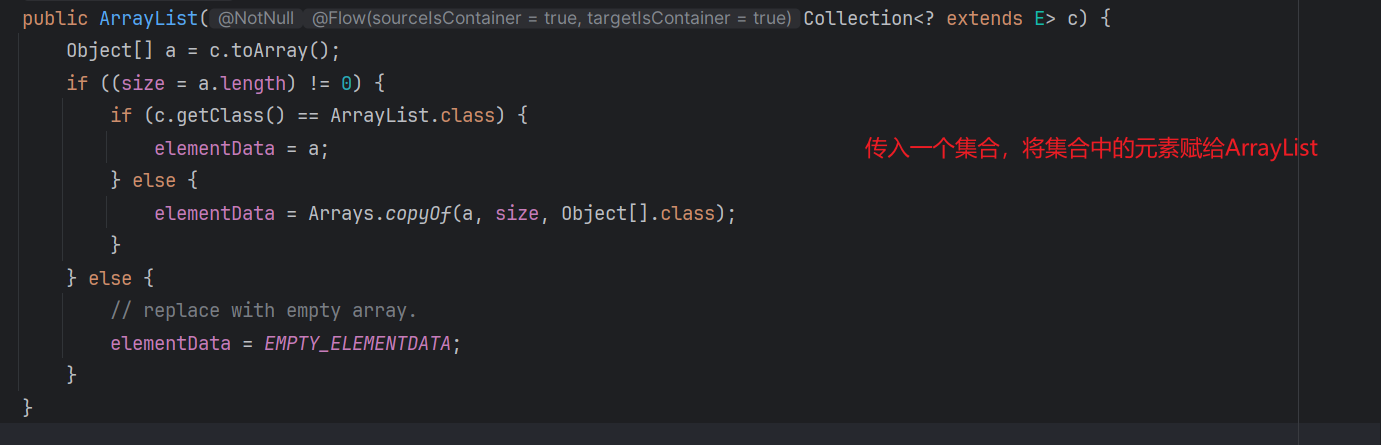 public ArrayList( @NotNull @Flow(sourceIsContainer = true, targetIsContainer = true) Collection<? extends E> c) {
    Object[] a = c.toArray();
    if ((size = a.length) != 0) {
        if (c.getClass() == ArrayList.class) {
            elementData = a; 传入一个集合，将集合中的元素赋给ArrayList
        } else {
            elementData = Arrays.copyOf(a, size, Object[].class);
        }
    } else {
        // replace with empty array.
        elementData = EMPTY_ELEMENTDATA;
    }
}